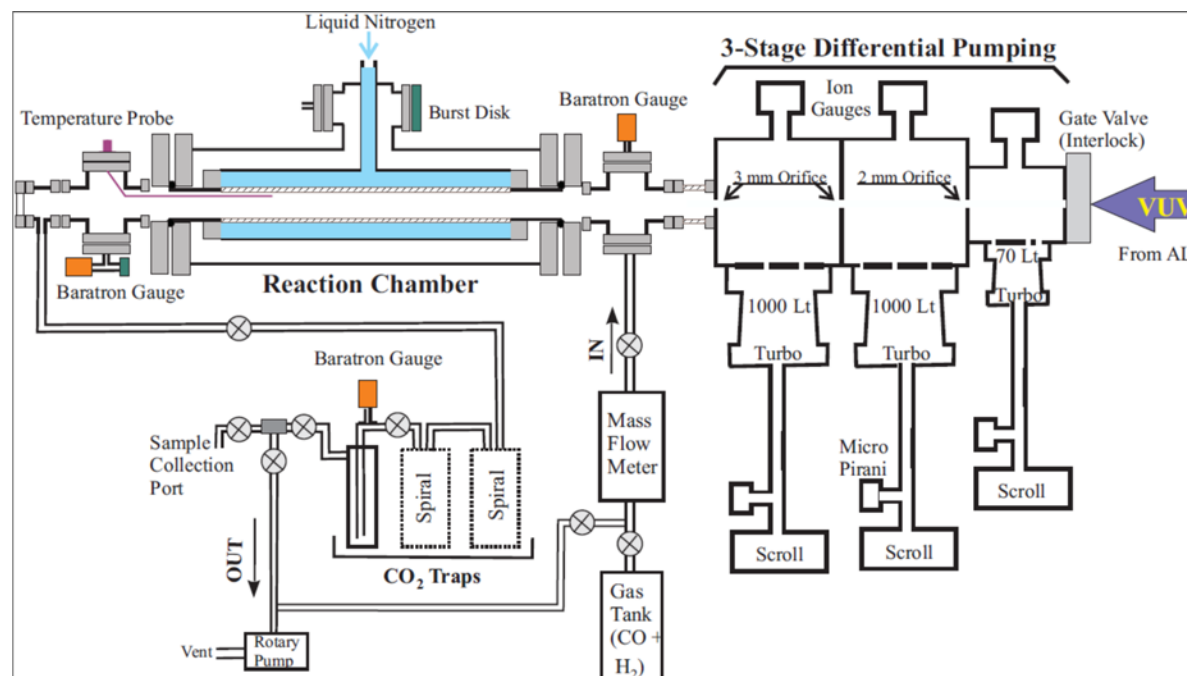 Liquid Nitrogen
3-Stage Differential Pumping
Temperature Probe
Burst Disk
Baratron Gauge
Ion
Gauges
Gate Valve
(Interlock)
3 mm Orifice
2 mm Orifice
VUV
From AL
Baratron Gauge
Reaction Chamber
70 Lt
Turbo
1000 Lt
1000 Lt
Turbo
Turbo
IN
Baratron Gauge
Sample
Collection
Port
Spiral
Spiral
Mass
Flow
Meter
Micro
Pirani
Scroll
Scroll
Scroll
OUT
CO₂ Traps
Gas
Tank
(CO +
H₂)
Vent
Rotary
Pump